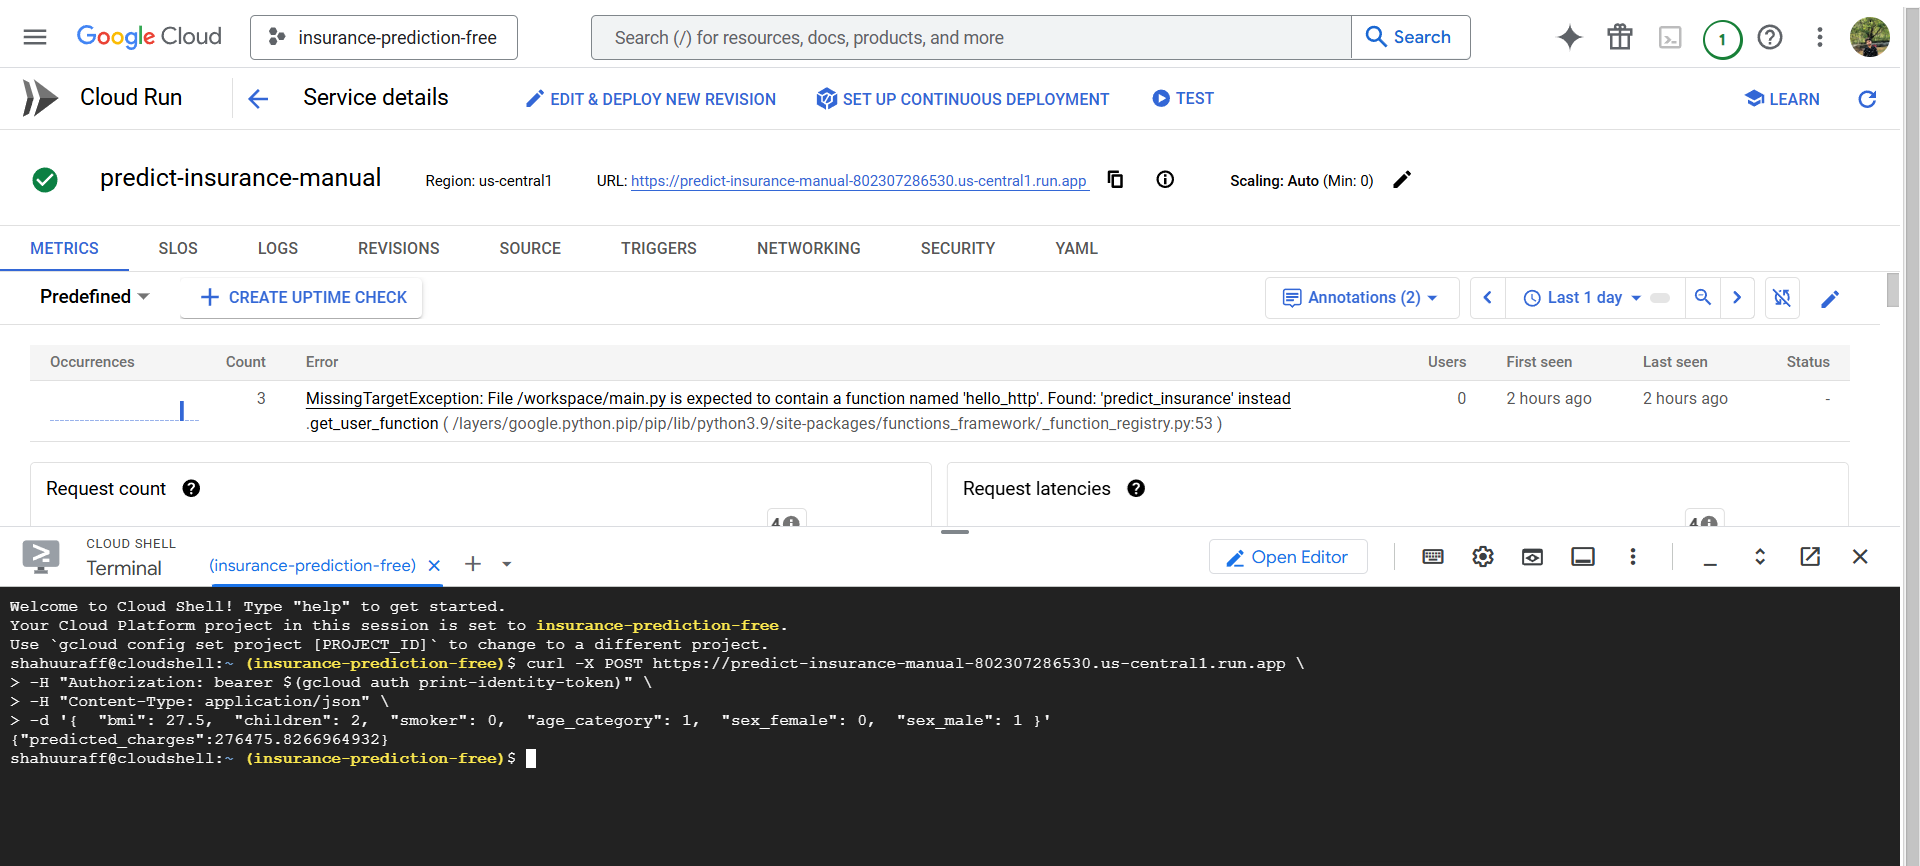 Google Cloud
insurance-prediction-free
Search (/) for resources, docs, products, and more
Search
1
Cloud Run
Service details
EDIT & DEPLOY NEW REVISION
SET UP CONTINUOUS DEPLOYMENT
TEST
LEARN
predict-insurance-manual
Region: us-central1
URL: https://predict-insurance-manual-802307286530.us-central1.run.app
Scaling: Auto (Min: 0)
METRICS
SLOS
LOGS
REVISIONS
SOURCE
TRIGGERS
NETWORKING
SECURITY
YAML
Predefined
CREATE UPTIME CHECK
Annotations (2)
Last 1 day
Occurrences
Count
Error
Users
First seen
Last seen
Status
3
MissingTargetException: File /workspace/main.py is expected to contain a function named 'hello_http'. Found: 'predict_insurance' instead
0
2 hours ago
2 hours ago
-
.get_user_function ( /layers/google.python.pip/pip/lib/python3.9/site-packages/functions_framework/_function_registry.py:53 )
Request count
Request latencies
4
4
CLOUD SHELL
Terminal
(insurance-prediction-free)
Open Editor
Welcome to Cloud Shell! Type "help" to get started.
Your Cloud Platform project in this session is set to insurance-prediction-free.
Use `gcloud config set project [PROJECT_ID]` to change to a different project.
shahuuraff@cloudshell:~ (insurance-prediction-free)$ curl -X POST https://predict-insurance-manual-802307286530.us-central1.run.app \
> -H "Authorization: bearer $(gcloud auth print-identity-token)" \
> -H "Content-Type: application/json" \
> -d '{  "bmi": 27.5,  "children": 2,  "smoker": 0,  "age_category": 1,  "sex_female": 0,  "sex_male": 1 }'
{"predicted_charges":276475.8266964932}
shahuuraff@cloudshell:~ (insurance-prediction-free)$